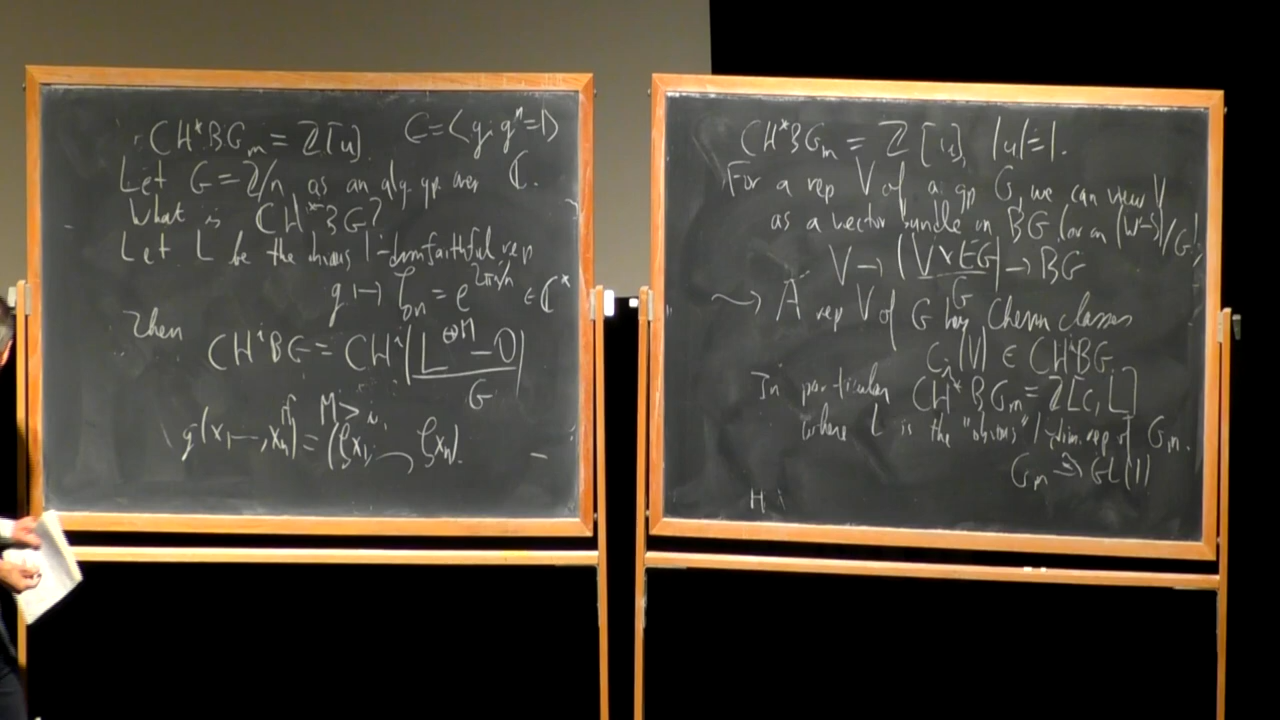 CH*BG_m = Z[u]. C = ⟨g : g^n = 1⟩
Let G = Z/n, as an alg. gp. over ℂ.
What is CH*BG?
Let L be the obvious 1-dim faithful rep
g ↦ ζ_n = e^{2πi/n} ∈ ℂ*
Then
CH^i BG = CH^i((L^{⊕M} − 0)/G)
if M > i.
g(x_1, …, x_n) = (ζx_1, …, ζx_n).
CH*BG_m = Z[u], |u| = 1.
For a rep V of a gp G, we can view V
as a vector bundle on BG (or on (W−S)/G),
V → (V × EG)/G → BG
⇝ A rep V of G has Chern classes
c_i(V) ∈ CH^i BG.
In particular CH*BG_m = Z[c_1 L]
where L is the "obvious" 1-dim. rep of G_m.
G_m ⥲ GL(1)
H i